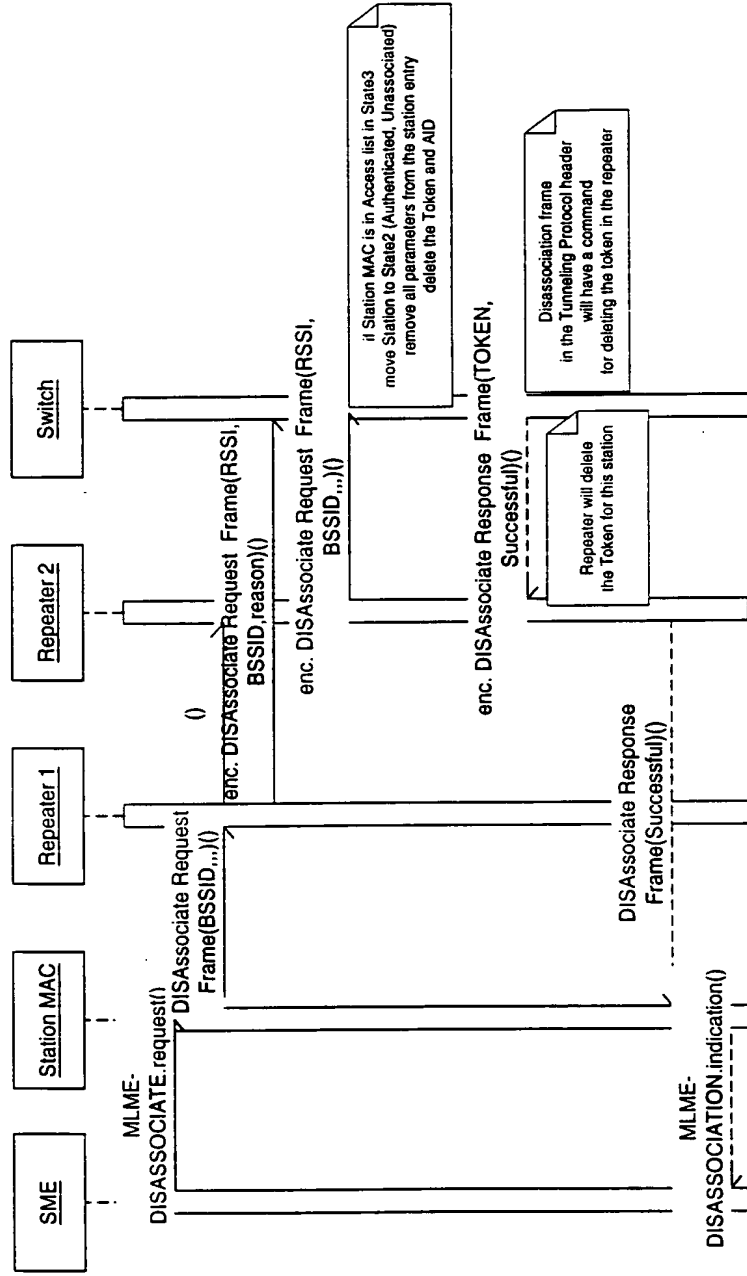 SME
Station MAC
Repeater 1
Repeater 2
Switch
MLME-
DISASSOCIATE.request()
DISAssociate Request
Frame(BSSID,,,)()
()
enc. DISAssociate Request Frame(RSSI,
BSSID,reason)()
enc. DISAssociate Request Frame(RSSI,
BSSID,,,)()
if Station MAC is in Access list in State3
move Station to State2 (Authenticated, Unassociated)
remove all parameters from the station entry
delete the Token and AID
enc. DISAssociate Response Frame(TOKEN,
Successful)()
Disassociation frame
in the Tunneling Protocol header
will have a command
for deleting the token in the repeater
Repeater will delete
the Token for this station
DISAssociate Response
Frame(Successful)()
MLME-
DISASSOCIATION.indication()